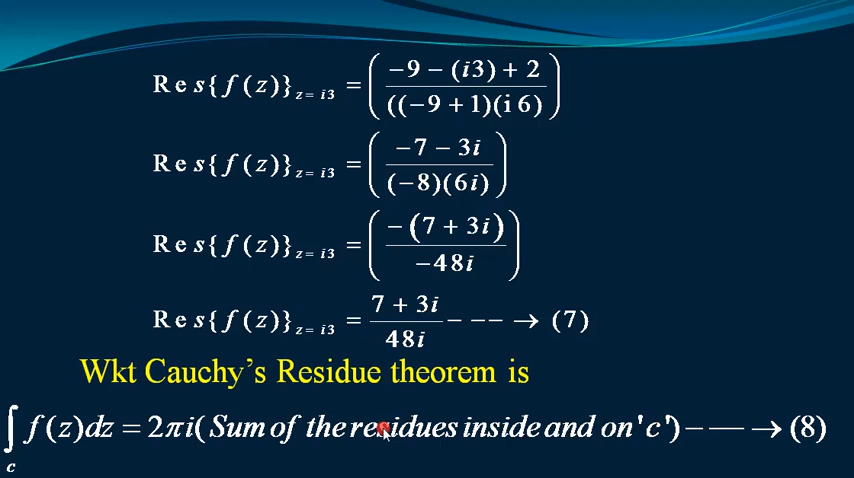 Res{f(z)}_{z=i3} = ((−9 − (i3) + 2) / ((−9 + 1)(i6))
Res{f(z)}_{z=i3} = ((−7 − 3i) / (−8)(6i))
Res{f(z)}_{z=i3} = (−(7 + 3i) / −48i)
Res{f(z)}_{z=i3} = (7 + 3i) / 48i − −− → (7)
Wkt Cauchy's Residue theorem is
∫_c f(z)dz = 2πi(Sum of the residues inside and on 'c') − −− → (8)